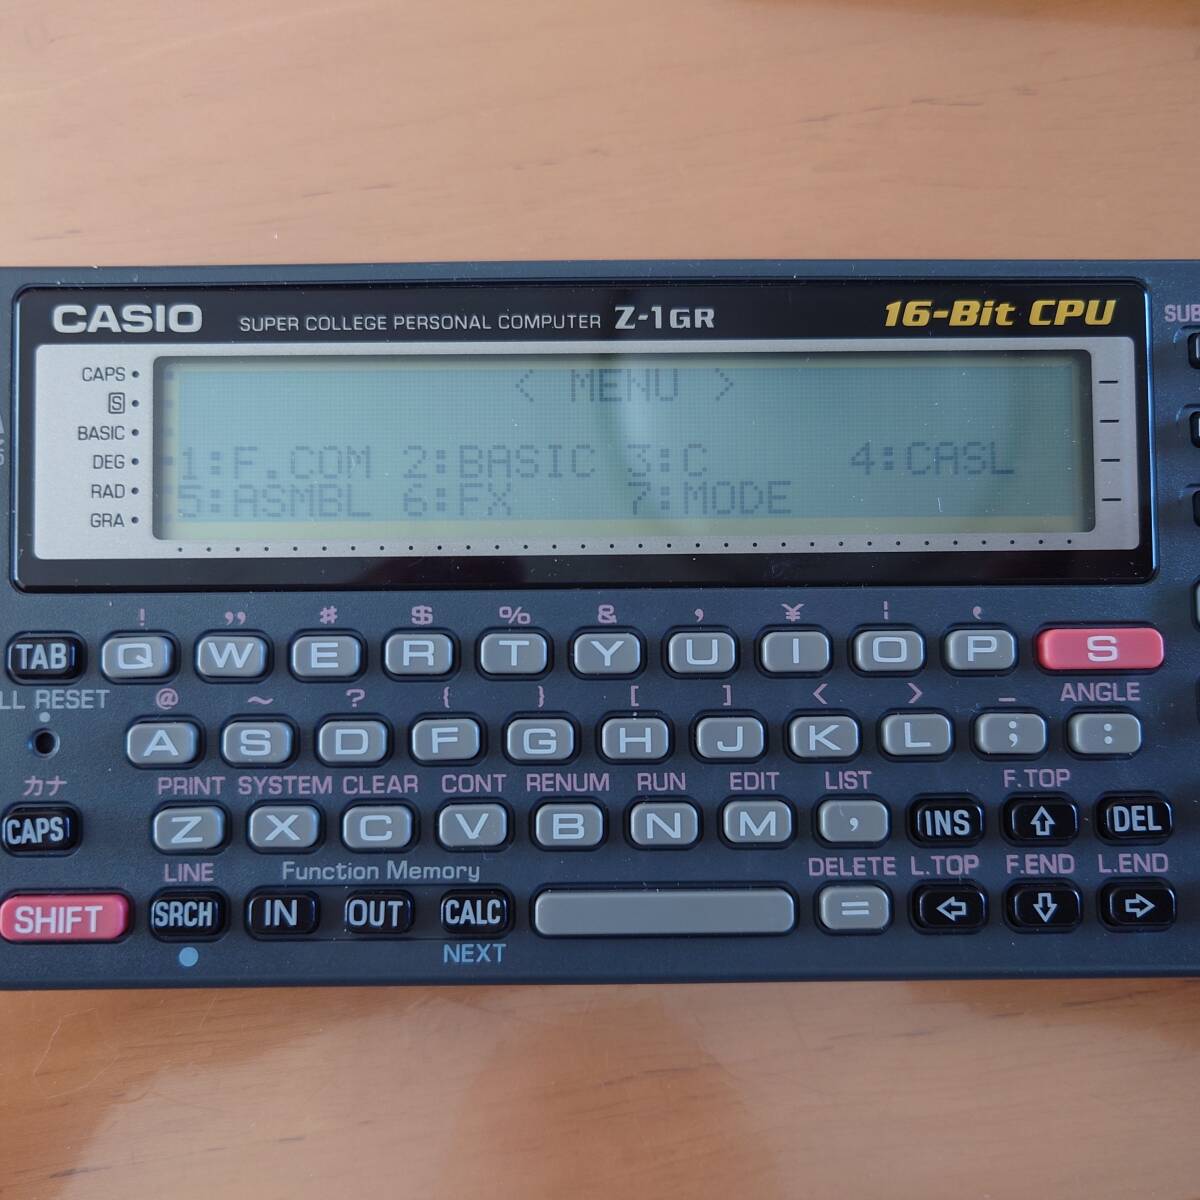 CASIO SUPER COLLEGE PERSONAL COMPUTER Z-1GR 16-Bit CPU
SUB
CAPS
S
BASIC
DEG
RAD
GRA
< MENU >
1:F.COM 2:BASIC 3:C 4:CASL
5:ASMBL 6:FX 7:MODE
! ” # $ % & ’ ¥ ¦ ‘
TAB Q W E R T Y U I O P S
LL RESET @ ~ ? { } [ ] < > _ ANGLE
A S D F G H J K L ; :
カナ PRINT SYSTEM CLEAR CONT RENUM RUN EDIT LIST F.TOP
CAPS Z X C V B N M , INS ⇧ DEL
LINE Function Memory DELETE L.TOP F.END L.END
SHIFT SRCH IN OUT CALC = ⇦ ⇩ ⇨
NEXT